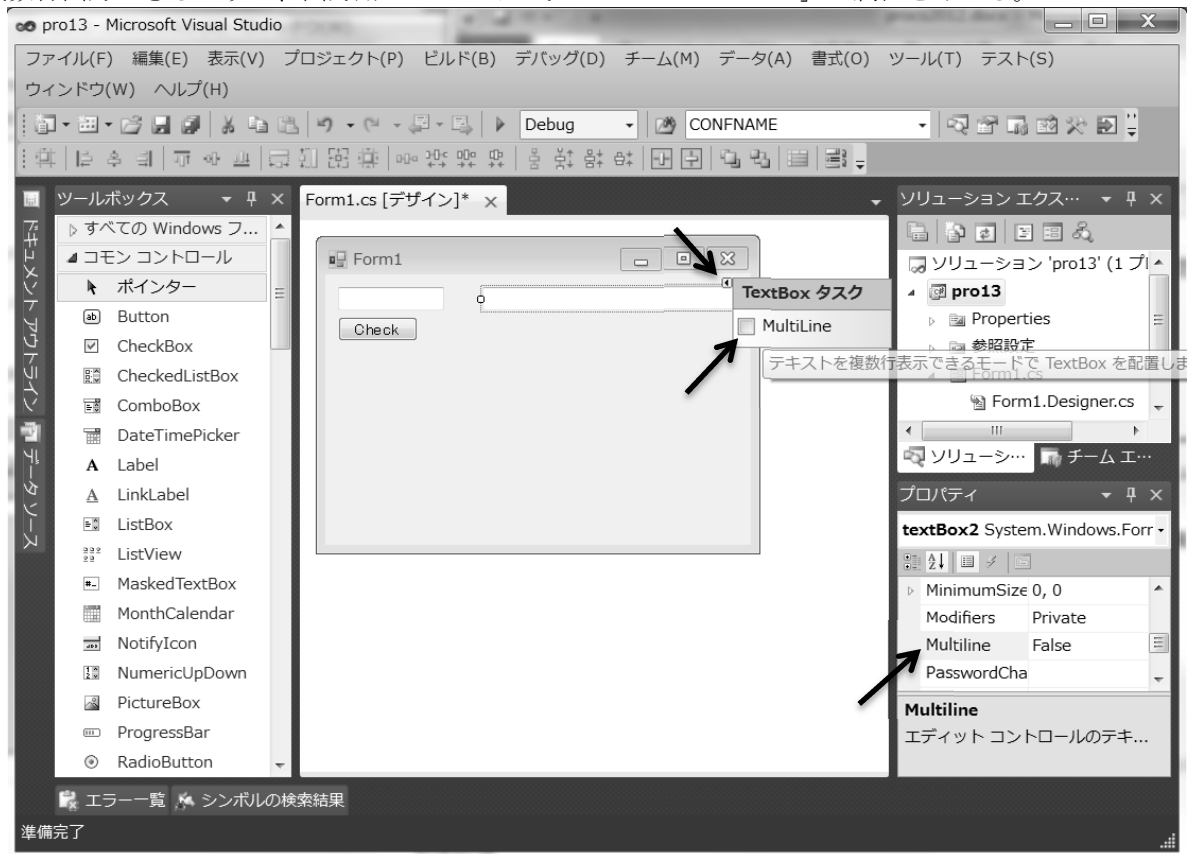 pro13 - Microsoft Visual Studio
ファイル(F) 編集(E) 表示(V) プロジェクト(P) ビルド(B) デバッグ(D) チーム(M) データ(A) 書式(O) ツール(T) テスト(S)
ウィンドウ(W) ヘルプ(H)
Debug CONFNAME
ドキュメント アウトライン
データ ソース
ツールボックス
すべての Windows フ...
コモン コントロール
ポインター
Button
CheckBox
CheckedListBox
ComboBox
DateTimePicker
Label
LinkLabel
ListBox
ListView
MaskedTextBox
MonthCalendar
NotifyIcon
NumericUpDown
PictureBox
ProgressBar
RadioButton
Form1.cs [デザイン]*
Form1
Check
TextBox タスク
MultiLine
テキストを複数行表示できるモードで TextBox を配置しま
ソリューション エクス…
ソリューション 'pro13' (1 プ
pro13
Properties
参照設定
Form1.cs
Form1.Designer.cs
ソリューシ… チーム エ…
プロパティ
textBox2 System.Windows.Forr
MinimumSize 0, 0
Modifiers Private
Multiline False
PasswordCha
Multiline
エディット コントロールのテキ...
エラー一覧 シンボルの検索結果
準備完了